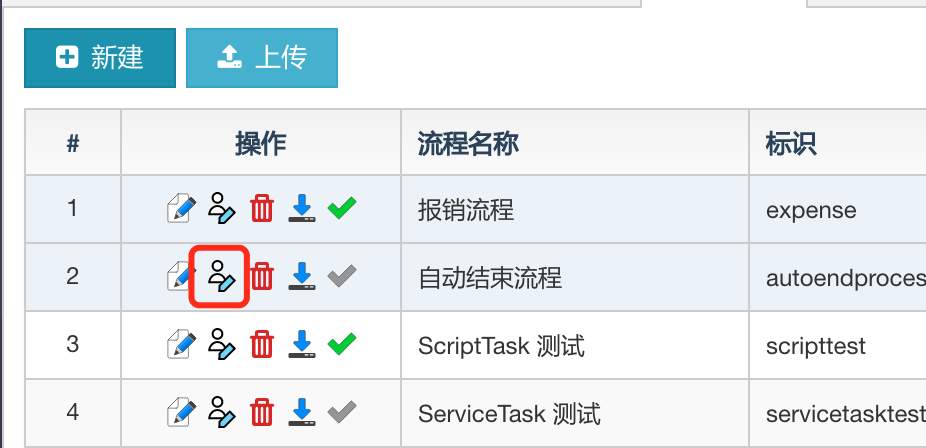 新建 上传
# 操作 流程名称 标识
1 报销流程 expense
2 自动结束流程 autoendproces
3 ScriptTask 测试 scripttest
4 ServiceTask 测试 servicetasktest